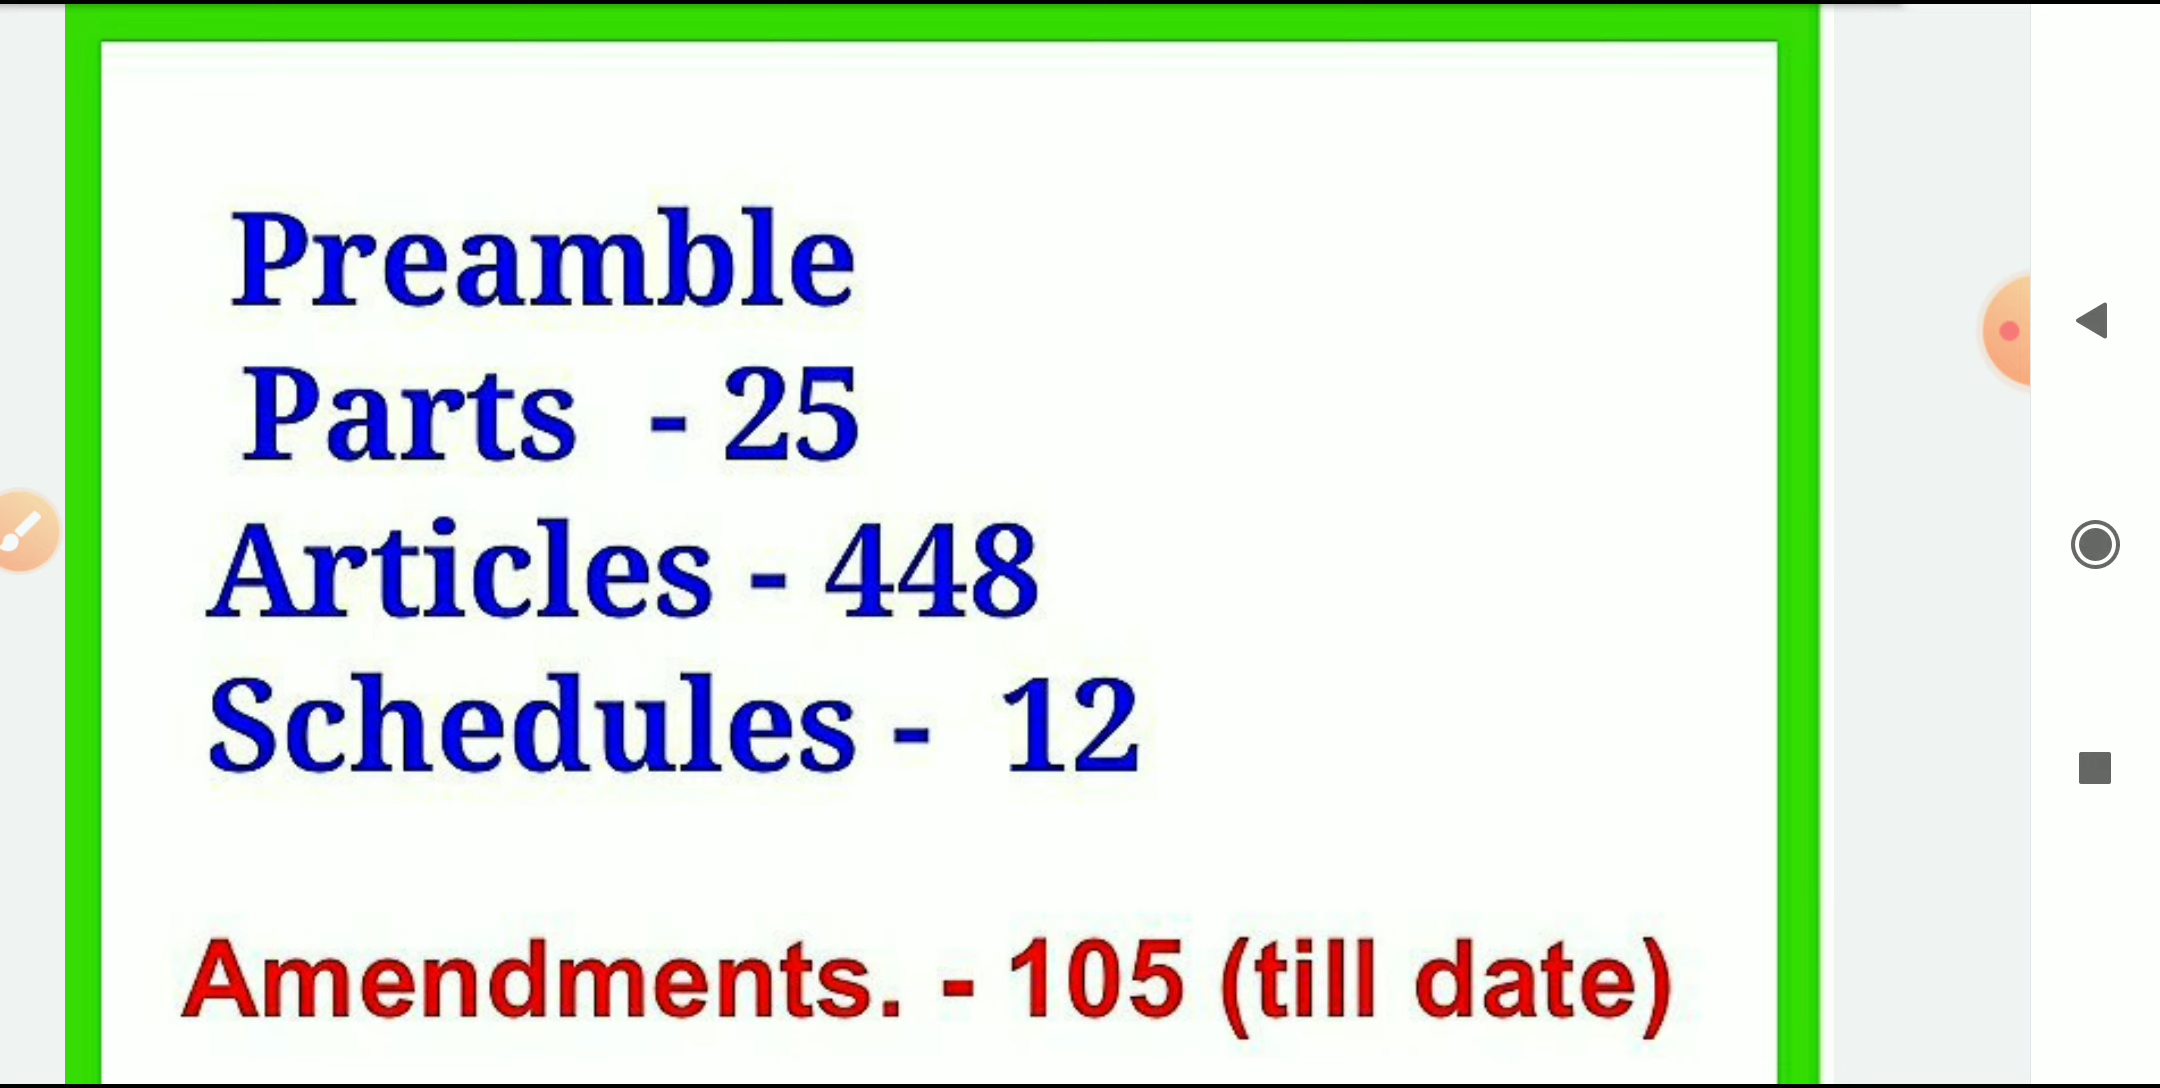 Preamble
Parts - 25
Articles - 448
Schedules - 12
Amendments. - 105 (till date)